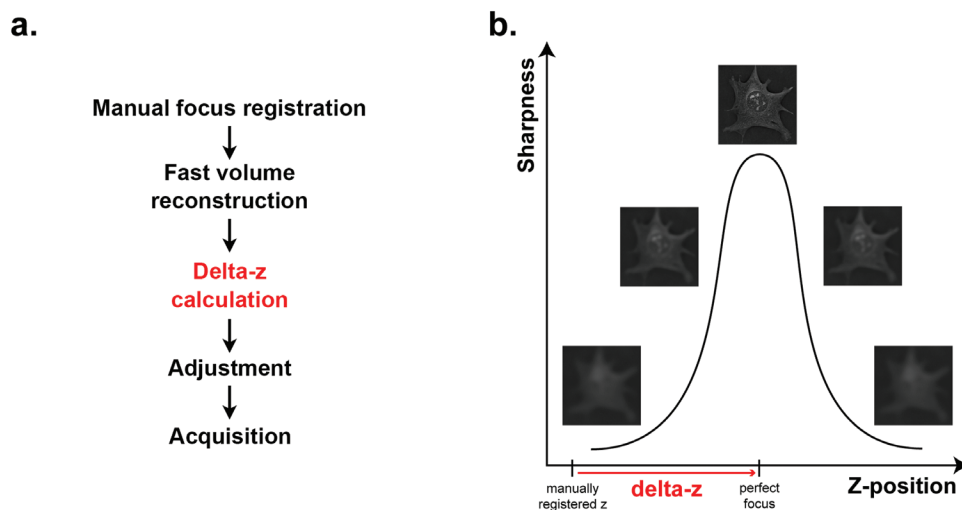 a.
Manual focus registration
Fast volume
reconstruction
Delta-z
calculation
Adjustment
Acquisition
b.
Sharpness
manually
registered z
delta-z
perfect
focus
Z-position